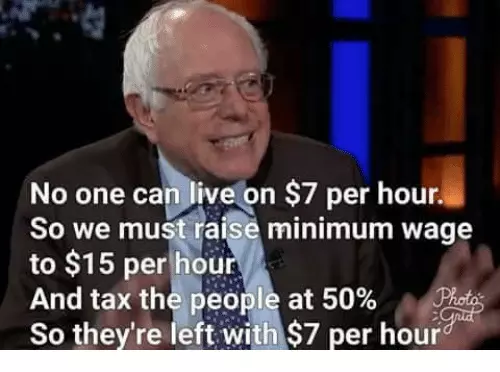 No one can live on $7 per hour.
So we must raise minimum wage
to $15 per hour
And tax the people at 50%
So they're left with $7 per hour
Photo
Grid